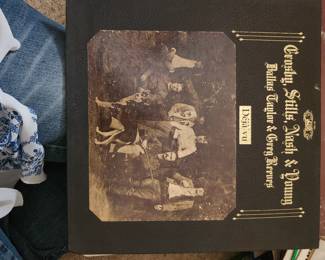 Crosby, Stills, Nash & Young
Dallas Taylor & Greg Reeves
Déjà vu